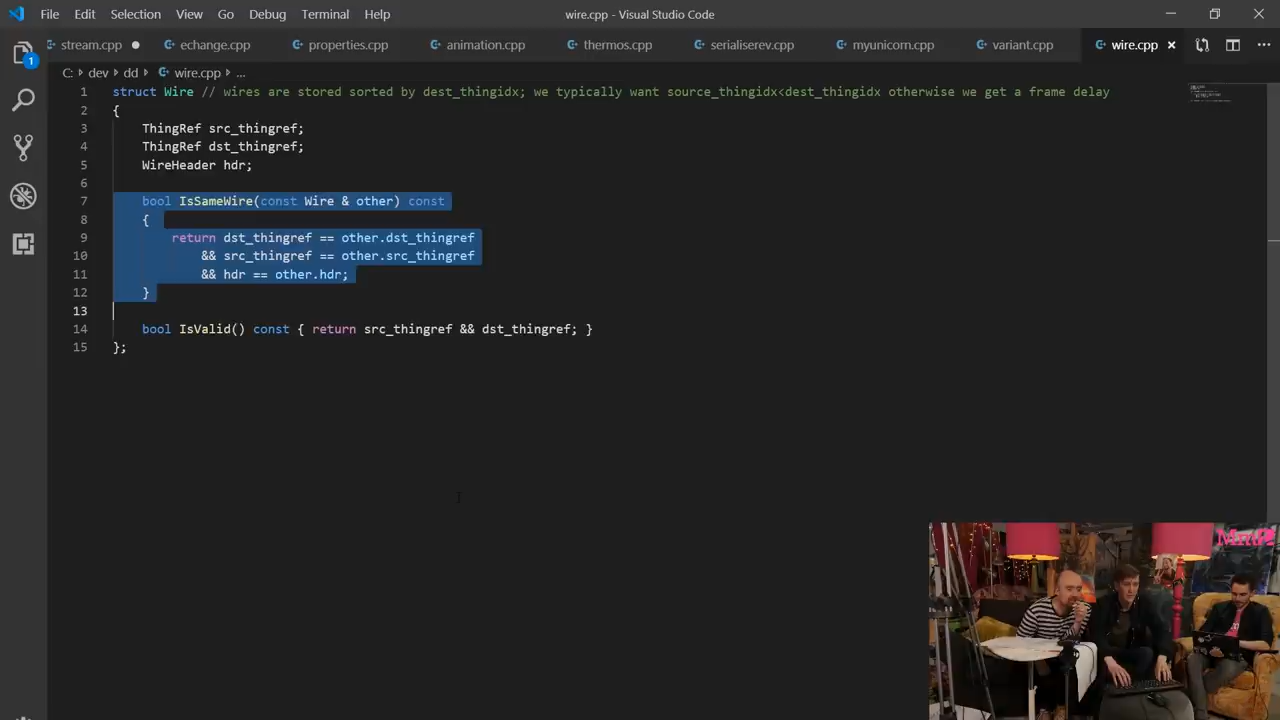 File Edit Selection View Go Debug Terminal Help wire.cpp - Visual Studio Code
stream.cpp echange.cpp properties.cpp animation.cpp thermos.cpp serialiserev.cpp myunicorn.cpp variant.cpp wire.cpp
1
C: dev dd wire.cpp ...
1 struct Wire // wires are stored sorted by dest_thingidx; we typically want source_thingidx<dest_thingidx otherwise we get a frame delay
2 {
3 ThingRef src_thingref;
4 ThingRef dst_thingref;
5 WireHeader hdr;
6
7 bool IsSameWire(const Wire & other) const
8 {
9 return dst_thingref == other.dst_thingref
10 && src_thingref == other.src_thingref
11 && hdr == other.hdr;
12 }
13
14 bool IsValid() const { return src_thingref && dst_thingref; }
15 };